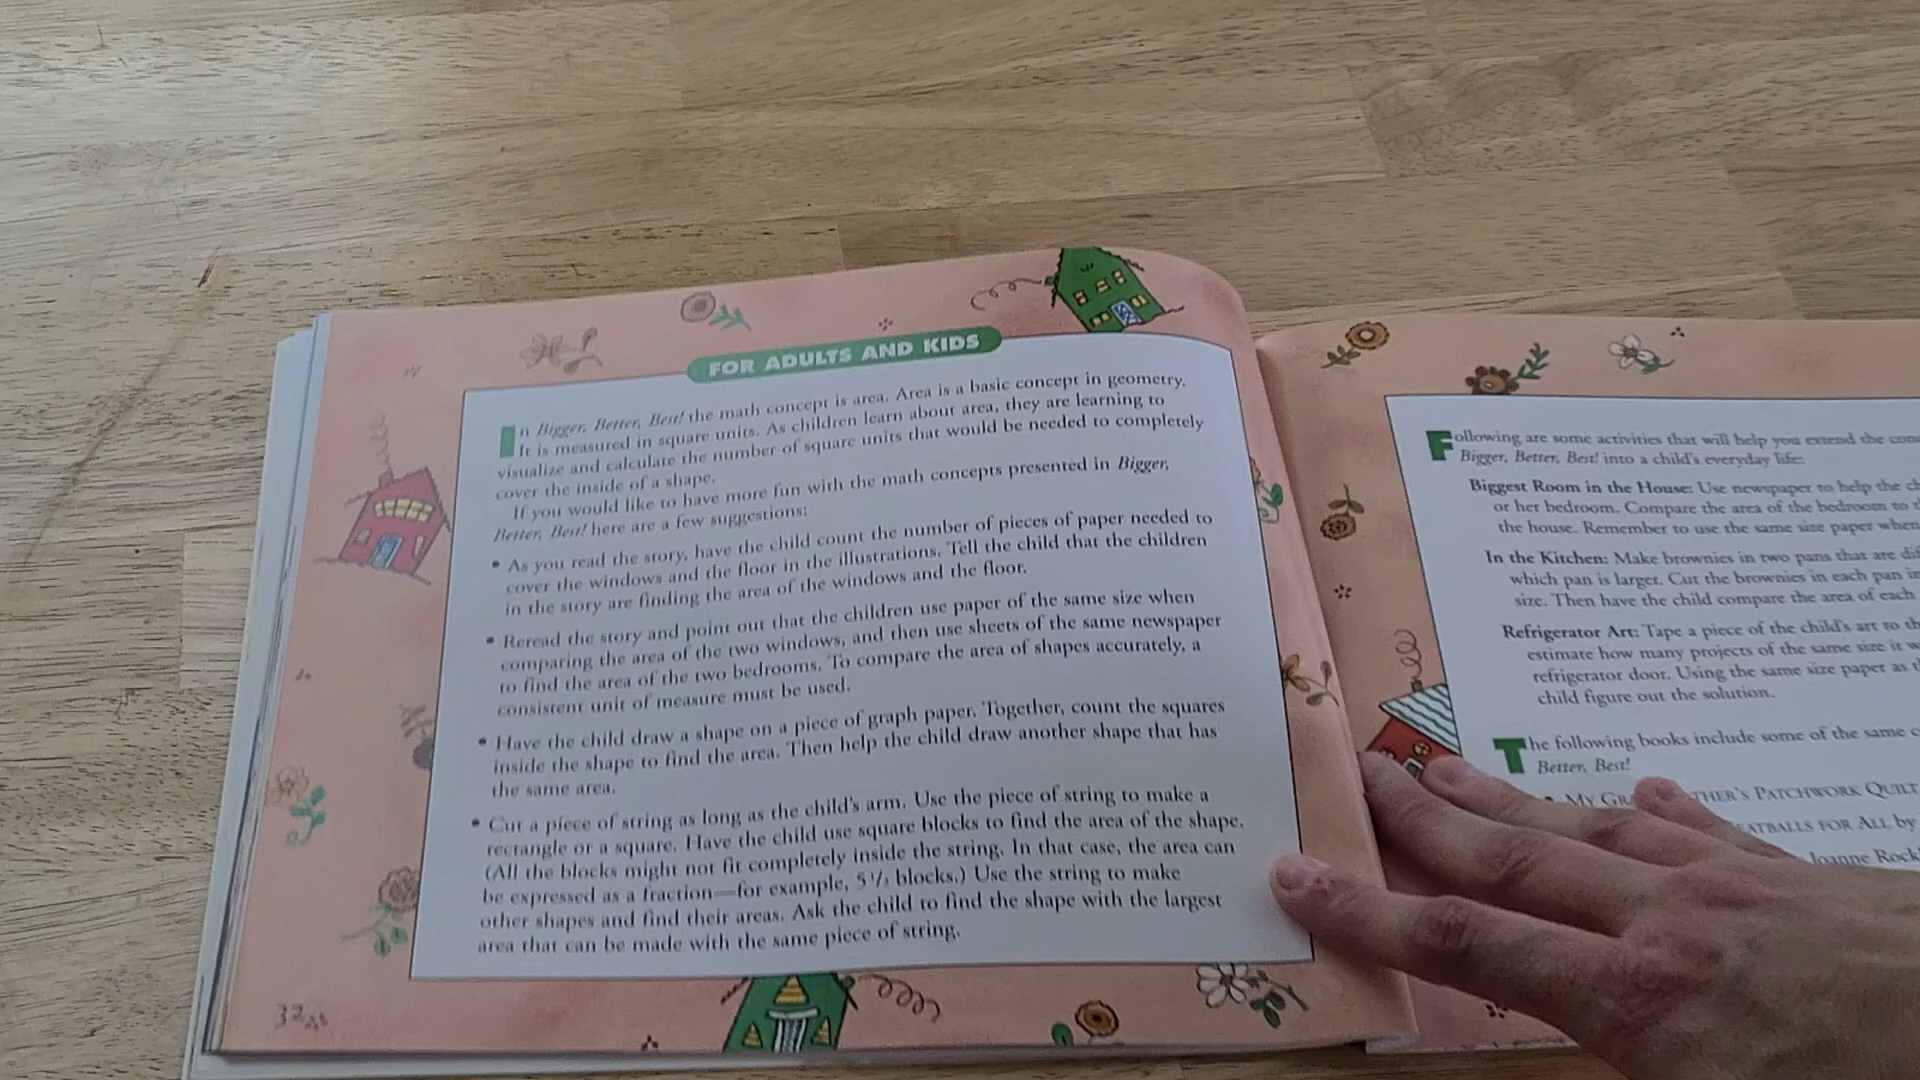 FOR ADULTS AND KIDS
In Bigger, Better, Best! the math concept is area. Area is a basic concept in geometry.
It is measured in square units. As children learn about area, they are learning to
visualize and calculate the number of square units that would be needed to completely
cover the inside of a shape.
If you would like to have more fun with the math concepts presented in Bigger,
Better, Best! here are a few suggestions:
• As you read the story, have the child count the number of pieces of paper needed to
cover the windows and the floor in the illustrations. Tell the child that the children
in the story are finding the area of the windows and the floor.
• Reread the story and point out that the children use paper of the same size when
comparing the area of the two windows, and then use sheets of the same newspaper
to find the area of the two bedrooms. To compare the area of shapes accurately, a
consistent unit of measure must be used.
• Have the child draw a shape on a piece of graph paper. Together, count the squares
inside the shape to find the area. Then help the child draw another shape that has
the same area.
• Cut a piece of string as long as the child's arm. Use the piece of string to make a
rectangle or a square. Have the child use square blocks to find the area of the shape.
(All the blocks might not fit completely inside the string. In that case, the area can
be expressed as a fraction—for example, 5 1/2 blocks.) Use the string to make
other shapes and find their areas. Ask the child to find the shape with the largest
area that can be made with the same piece of string.
32
Following are some activities that will help you extend the
Bigger, Better, Best! into a child's everyday life:
Biggest Room in the House: Use newspaper to help the
or her bedroom. Compare the area of the bedroom to
the house. Remember to use the same size paper when
In the Kitchen: Make brownies in two pans that are
which pan is larger. Cut the brownies in each pan
size. Then have the child compare the area of each
Refrigerator Art: Tape a piece of the child's art to
estimate how many projects of the same size it
refrigerator door. Using the same size paper as
child figure out the solution.
The following books include some of the same
Better, Best!
• MY PATCHWORK QUILT
FOR ALL by
Joanne